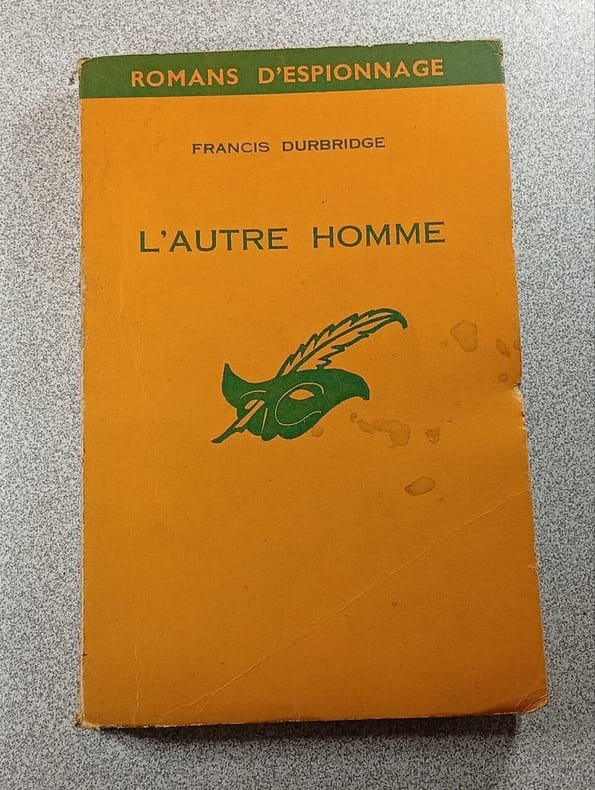 ROMANS D'ESPIONNAGE
FRANCIS DURBRIDGE
L'AUTRE HOMME